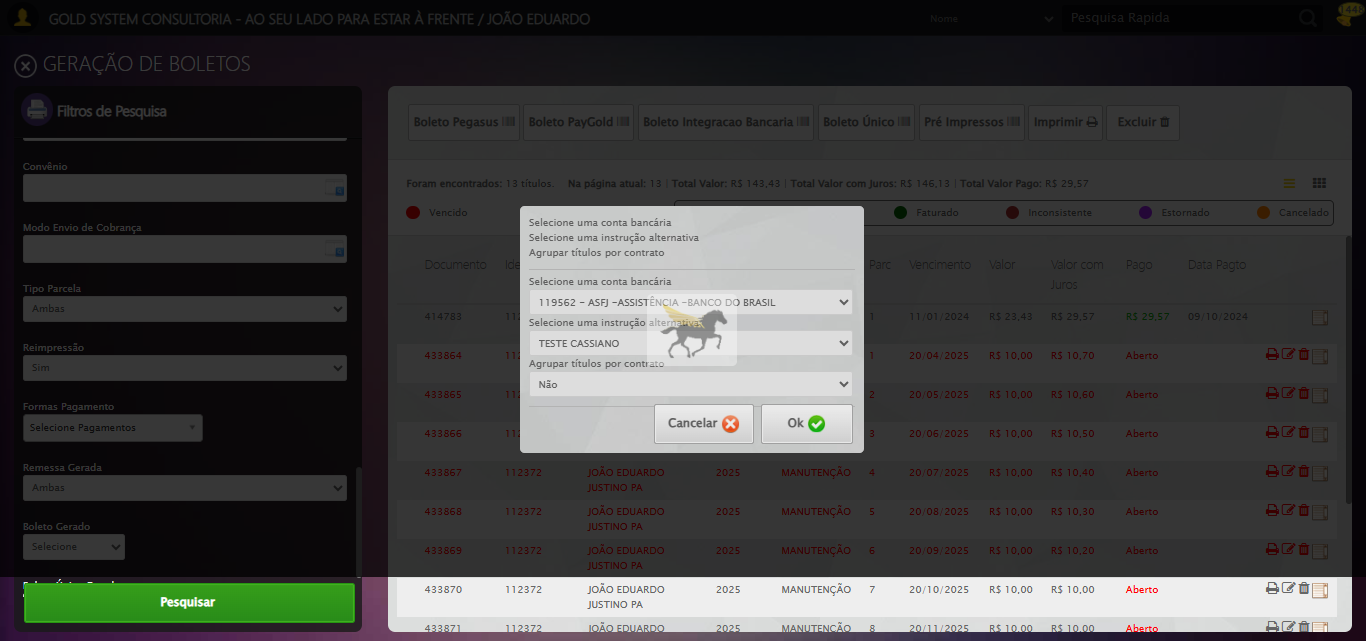 GOLD SYSTEM CONSULTORIA - AO SEU LADO PARA ESTAR À FRENTE / JOÃO EDUARDO
Nome
Pesquisa Rapida
GERAÇÃO DE BOLETOS
Filtros de Pesquisa
Convênio
Modo Envio de Cobrança
Tipo Parcela
Ambas
Reimpressão
Sim
Formas Pagamento
Selecione Pagamentos
Remessa Gerada
Ambas
Boleto Gerado
Selecione
Pesquisar
Boleto Pegasus
Boleto PayGold
Boleto Integracao Bancaria
Boleto Único
Pré Impressos
Imprimir
Excluir
Foram encontrados: 13 títulos. Na página atual: 13 | Total Valor: R$ 143,43 | Total Valor com Juros: R$ 146,13 | Total Valor Pago: R$ 29,57
Vencido
Faturado
Inconsistente
Estornado
Cancelado
Selecione uma conta bancária
Selecione uma instrução alternativa
Agrupar títulos por contrato
Selecione uma conta bancária
119562 - ASFJ -ASSISTÊNCIA -BANCO DO BRASIL
Selecione uma instrução alternativa
TESTE CASSIANO
Agrupar títulos por contrato
Não
Cancelar
Ok
Documento Ide Parc Vencimento Valor Valor com Juros Pago Data Pagto
414783 1 11/01/2024 R$ 23,43 R$ 29,57 R$ 29,57 09/10/2024
433864 112 1 20/04/2025 R$ 10,00 R$ 10,70 Aberto
433865 112 2 20/05/2025 R$ 10,00 R$ 10,60 Aberto
433866 112 3 20/06/2025 R$ 10,00 R$ 10,50 Aberto
433867 112372 JOÃO EDUARDO 2025 MANUTENÇÃO 4 20/07/2025 R$ 10,00 R$ 10,40 Aberto
JUSTINO PA
433868 112372 JOÃO EDUARDO 2025 MANUTENÇÃO 5 20/08/2025 R$ 10,00 R$ 10,30 Aberto
JUSTINO PA
433869 112372 JOÃO EDUARDO 2025 MANUTENÇÃO 6 20/09/2025 R$ 10,00 R$ 10,20 Aberto
JUSTINO PA
433870 112372 JOÃO EDUARDO 2025 MANUTENÇÃO 7 20/10/2025 R$ 10,00 R$ 10,00 Aberto
JUSTINO PA
433871 112372 JOÃO EDUARDO 2025 MANUTENÇÃO 8 20/11/2025 R$ 10,00 R$ 10,00 Aberto